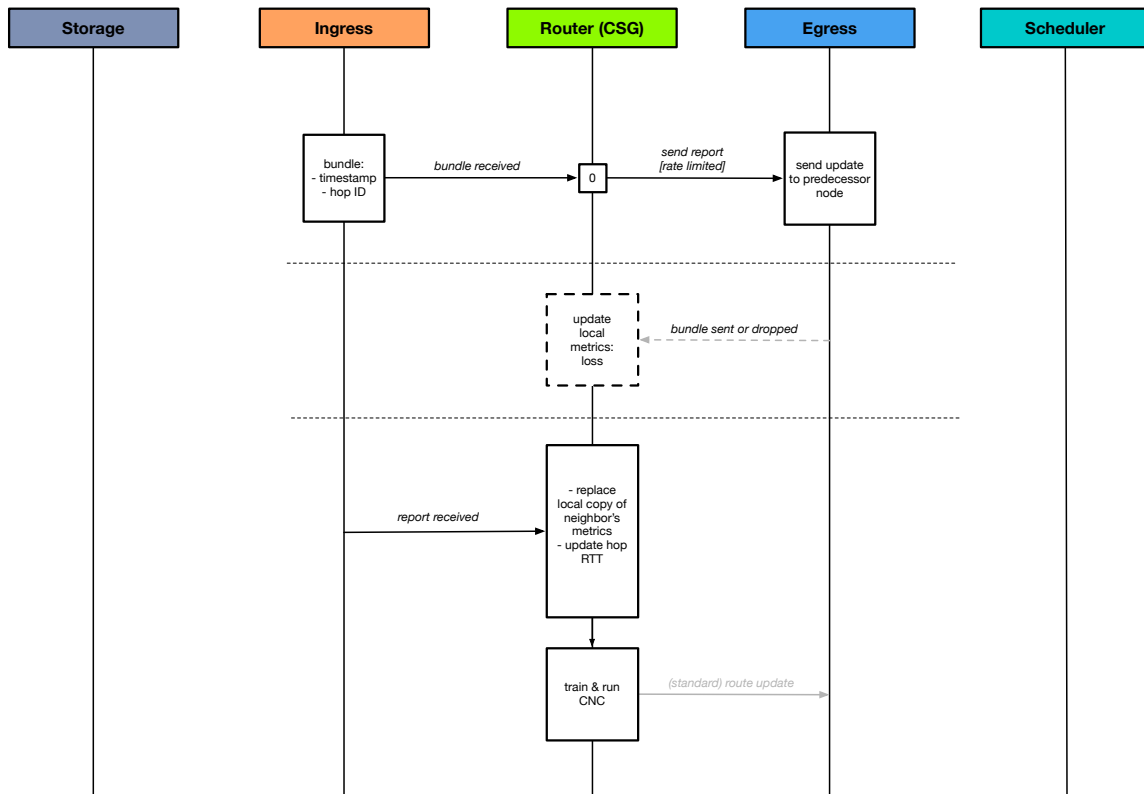 Storage
Ingress
Router (CSG)
Egress
Scheduler
bundle:
- timestamp
- hop ID
bundle received
0
send report
[rate limited]
send update
to predecessor
node
update
local
metrics:
loss
bundle sent or dropped
- replace
local copy of
neighbor’s
metrics
- update hop
RTT
report received
train & run
CNC
(standard) route update